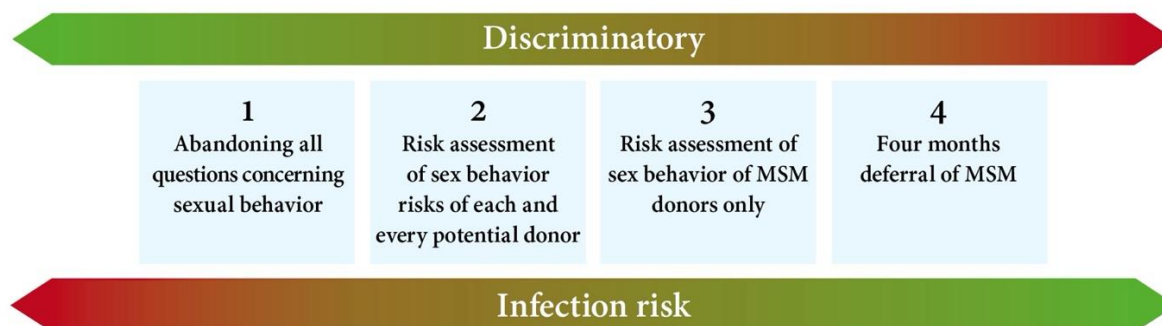 Discriminatory
1
Abandoning all
questions concerning
sexual behavior
2
Risk assessment
of sex behavior
risks of each and
every potential donor
3
Risk assessment of
sex behavior of MSM
donors only
4
Four months
deferral of MSM
Infection risk